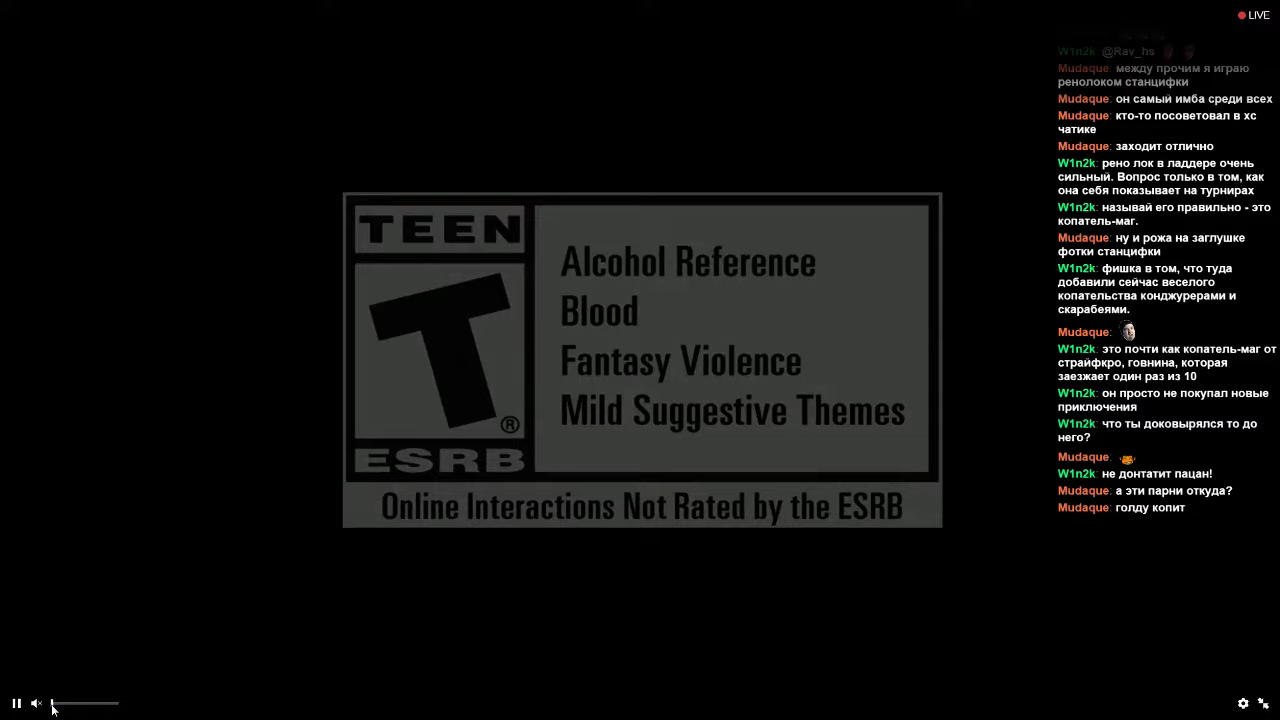 LIVE
W1n2k @Rav_hs
Mudaque: между прочим я играю
ренолоком станцифки
Mudaque: он самый имба среди всех
Mudaque: кто-то посоветовал в хс
чатике
Mudaque: заходит отлично
W1n2k: рено лок в ладдере очень
сильный. Вопрос только в том, как
она себя показывает на турнирах
W1n2k: называй его правильно - это
копатель-маг.
Mudaque: ну и рожа на заглушке
фотки станцифки
W1n2k: фишка в том, что туда
добавили сейчас веселого
копательства конджурерами и
скарабеями.
Mudaque:
W1n2k: это почти как копатель-маг от
страйфкро, говнина, которая
заезжает один раз из 10
W1n2k: он просто не покупал новые
приключения
W1n2k: что ты доковырялся то до
него?
Mudaque:
W1n2k: не донтатит пацан!
Mudaque: а эти парни откуда?
Mudaque: голду копит
TEEN
T®
ESRB
Alcohol Reference
Blood
Fantasy Violence
Mild Suggestive Themes
Online Interactions Not Rated by the ESRB